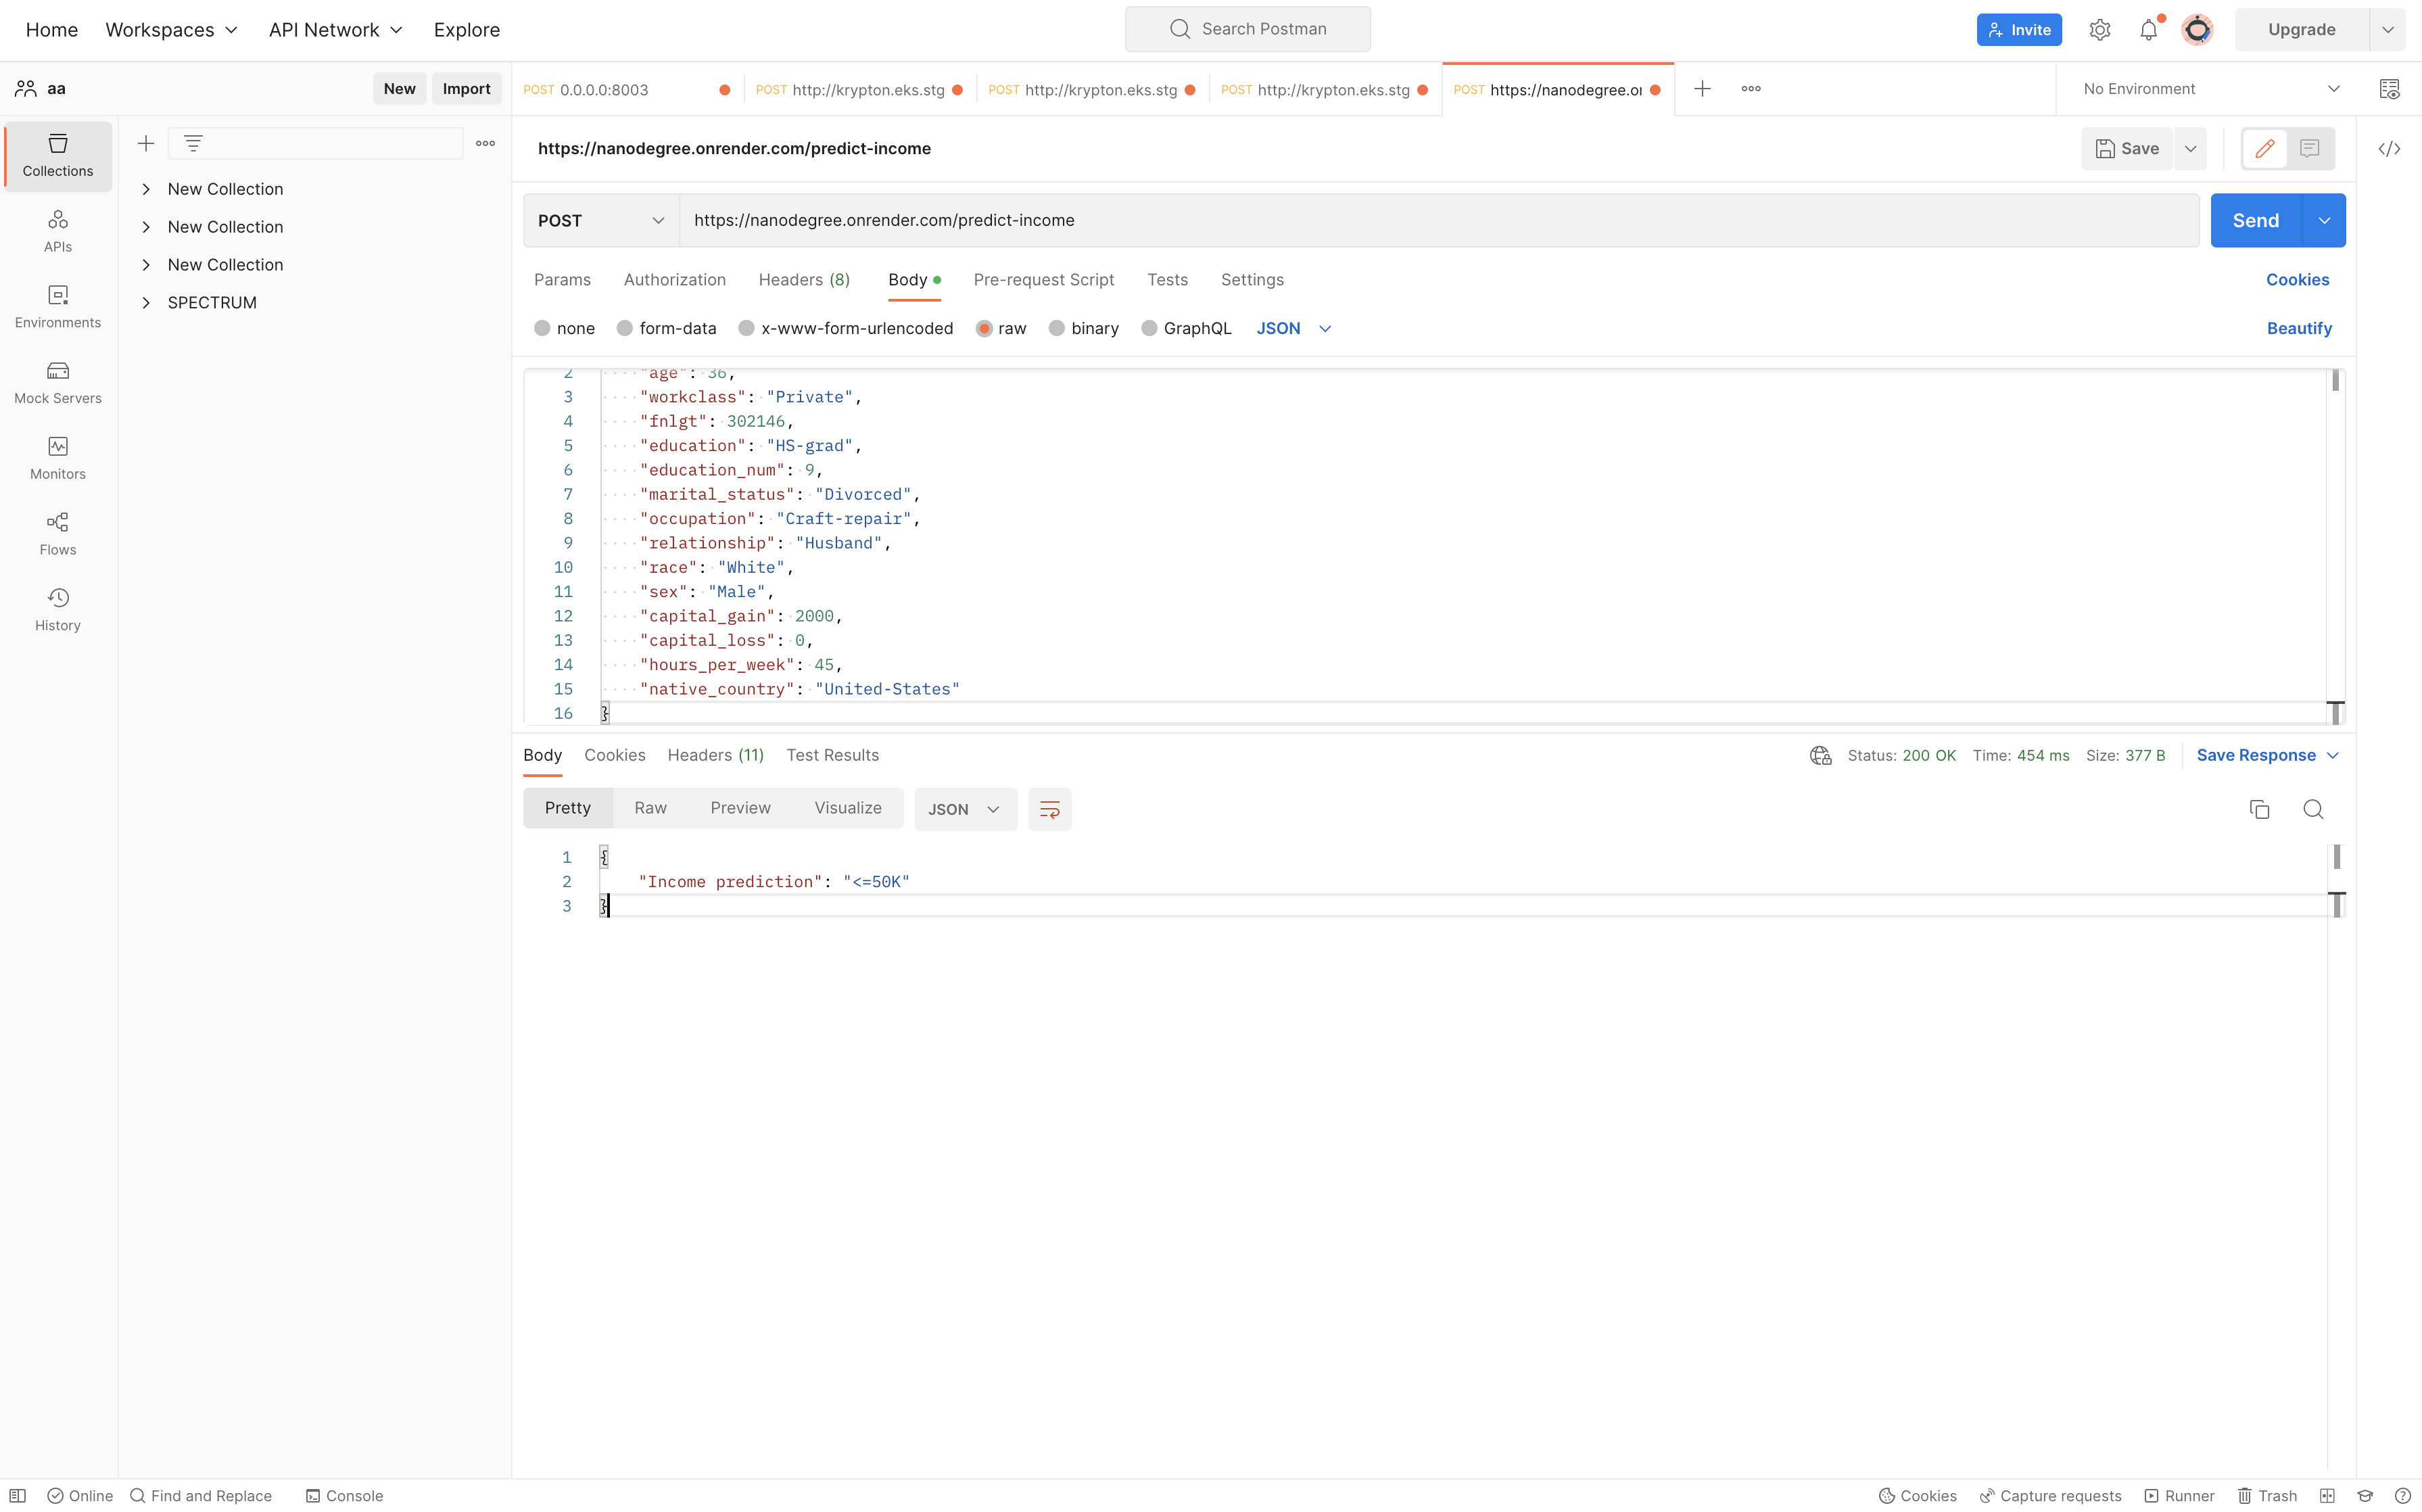 Home Workspaces API Network Explore Search Postman Invite Upgrade
aa New Import POST 0.0.0.0:8003 POST http://krypton.eks.stg POST http://krypton.eks.stg POST http://krypton.eks.stg POST https://nanodegree.or No Environment
Collections
APIs
Environments
Mock Servers
Monitors
Flows
History
New Collection
New Collection
New Collection
SPECTRUM
https://nanodegree.onrender.com/predict-income Save
POST https://nanodegree.onrender.com/predict-income Send
Params Authorization Headers (8) Body Pre-request Script Tests Settings Cookies
none form-data x-www-form-urlencoded raw binary GraphQL JSON Beautify
2 "age": 36,
3 "workclass": "Private",
4 "fnlgt": 302146,
5 "education": "HS-grad",
6 "education_num": 9,
7 "marital_status": "Divorced",
8 "occupation": "Craft-repair",
9 "relationship": "Husband",
10 "race": "White",
11 "sex": "Male",
12 "capital_gain": 2000,
13 "capital_loss": 0,
14 "hours_per_week": 45,
15 "native_country": "United-States"
16 }
Body Cookies Headers (11) Test Results Status: 200 OK Time: 454 ms Size: 377 B Save Response
Pretty Raw Preview Visualize JSON
1 {
2 "Income prediction": "<=50K"
3 }
Online Find and Replace Console Cookies Capture requests Runner Trash